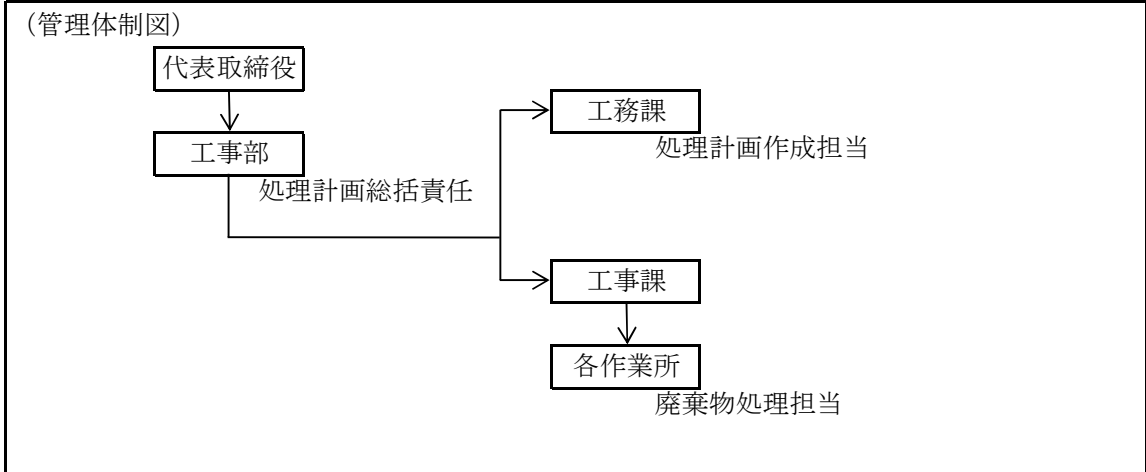 （管理体制図）
代表取締役
工事部
処理計画総括責任
工務課
処理計画作成担当
工事課
各作業所
廃棄物処理担当